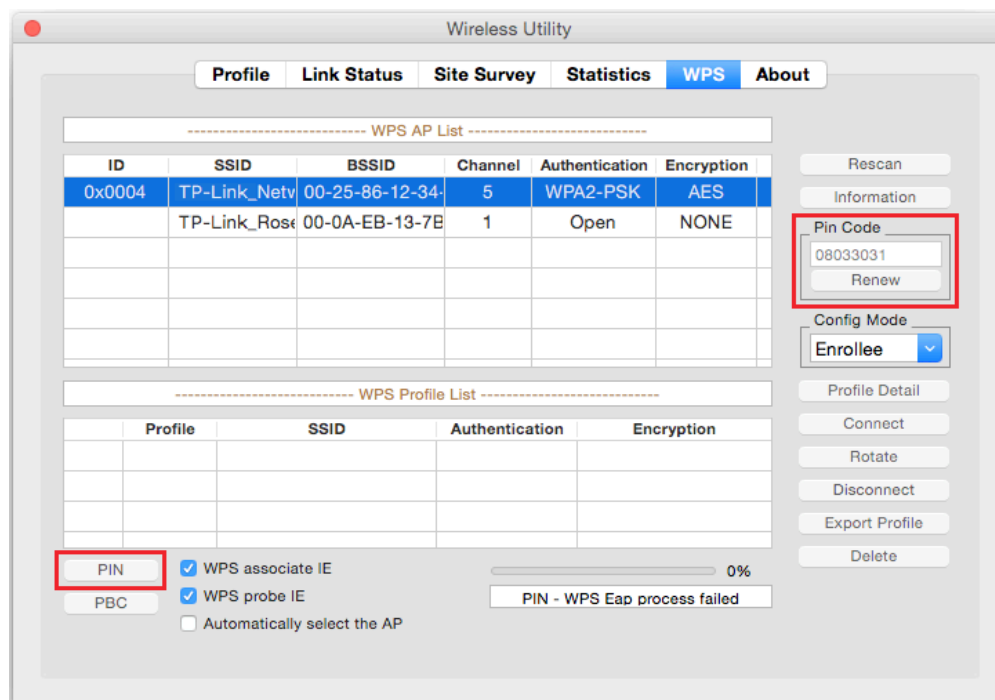 Wireless Utility
Profile Link Status Site Survey Statistics WPS About
---------------------------- WPS AP List ----------------------------
ID SSID BSSID Channel Authentication Encryption
0x0004 TP-Link_Netw 00-25-86-12-34- 5 WPA2-PSK AES
TP-Link_Rose 00-0A-EB-13-7B 1 Open NONE
Rescan
Information
Pin Code
08033031
Renew
Config Mode
Enrollee
---------------------------- WPS Profile List ----------------------------
Profile SSID Authentication Encryption
Profile Detail
Connect
Rotate
Disconnect
Export Profile
Delete
PIN
PBC
WPS associate IE
WPS probe IE
Automatically select the AP
0%
PIN - WPS Eap process failed